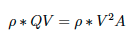 ρ ∗ QV = ρ ∗ V²A